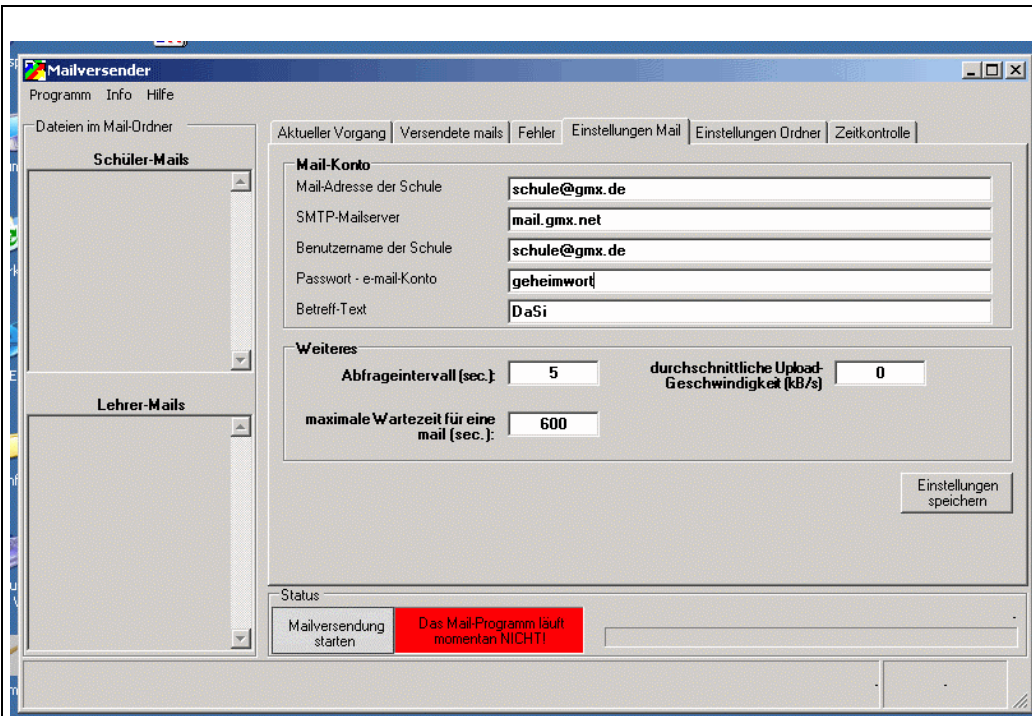 Mailversender
Programm Info Hilfe
Dateien im Mail-Ordner
Schüler-Mails
Lehrer-Mails
Aktueller Vorgang Versendete mails Fehler Einstellungen Mail Einstellungen Ordner Zeitkontrolle
Mail-Konto
Mail-Adresse der Schule schule@gmx.de
SMTP-Mailserver mail.gmx.net
Benutzername der Schule schule@gmx.de
Passwort - e-mail-Konto geheimwort
Betreff-Text DaSi
Weiteres
Abfrageintervall (sec.): 5
durchschnittliche Upload-
Geschwindigkeit (kB/s) 0
maximale Wartezeit für eine
mail (sec.): 600
Einstellungen
speichern
Status
Mailversendung
starten
Das Mail-Programm läuft
momentan NICHT!
-
- -